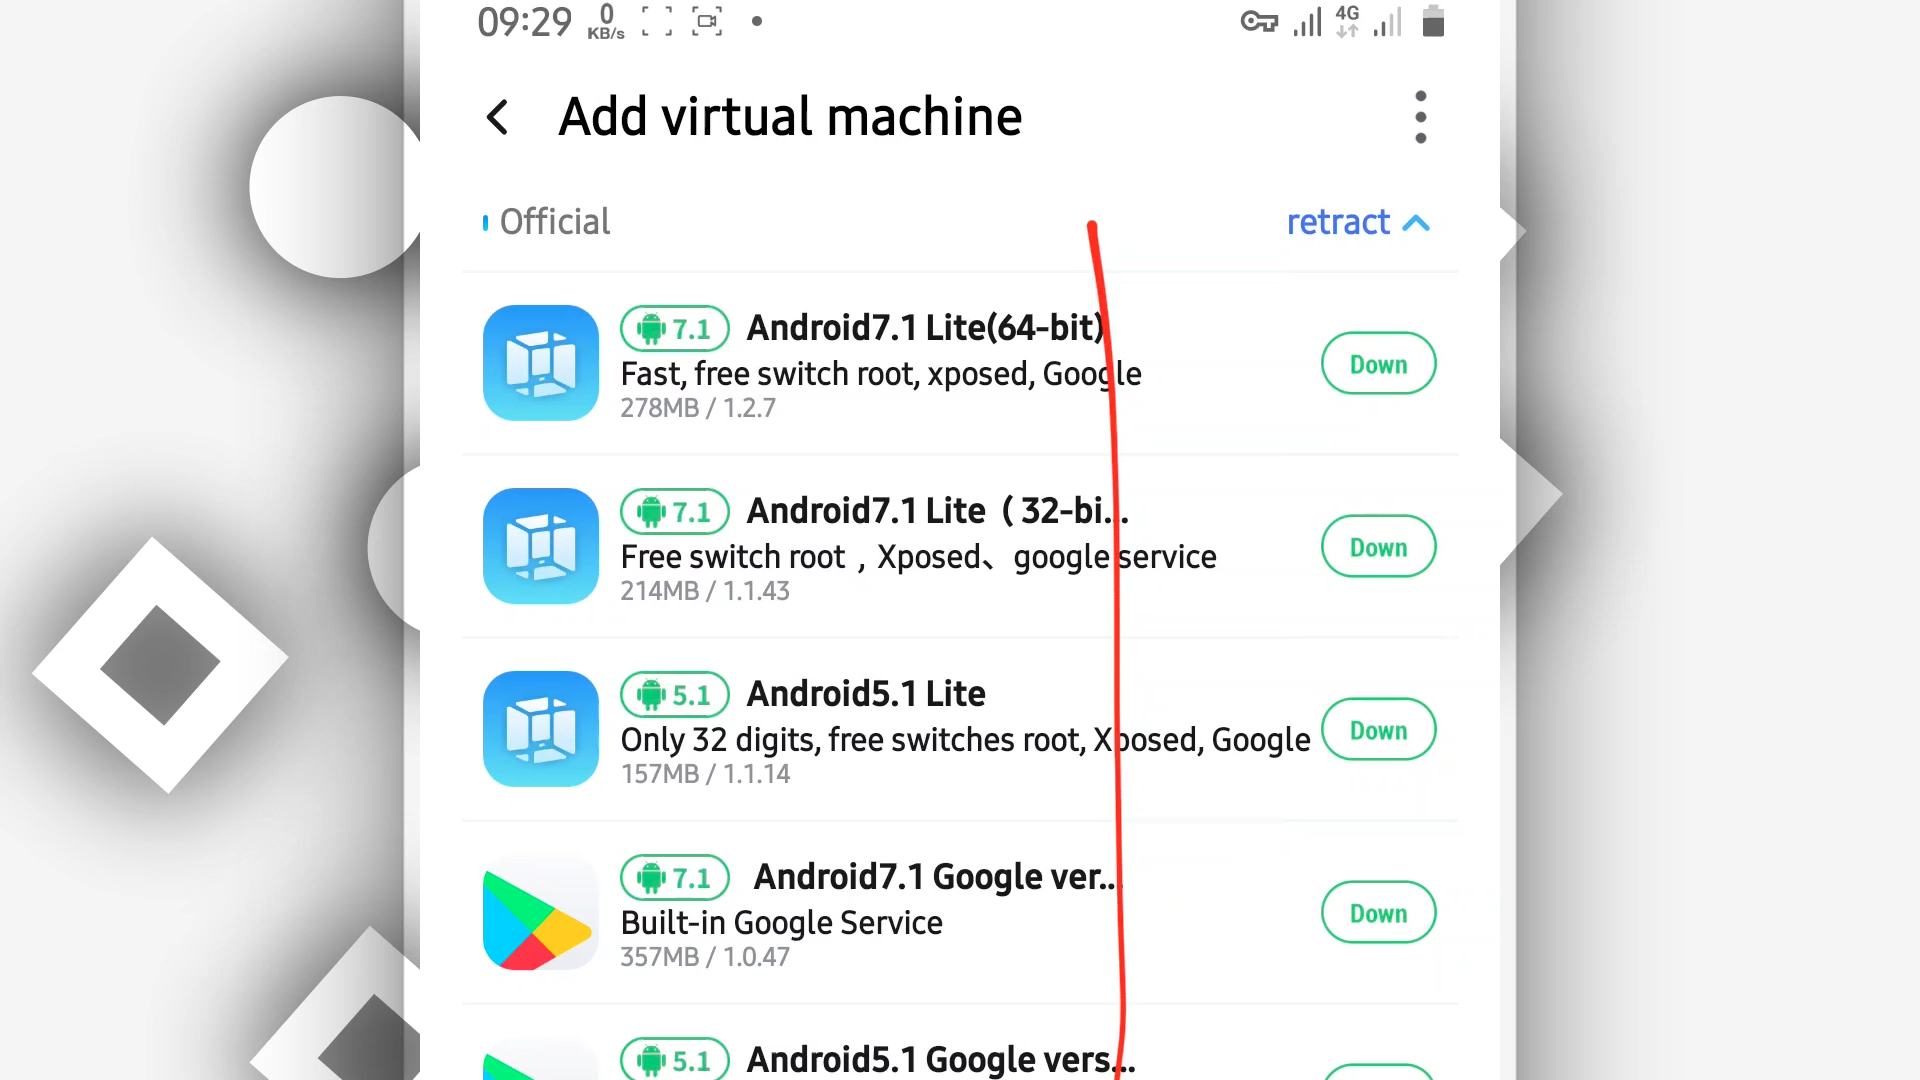 09:29 0 KB/s 4G
Add virtual machine
Official retract
7.1 Android7.1 Lite(64-bit)
Fast, free switch root, xposed, Google
278MB / 1.2.7
Down
7.1 Android7.1 Lite（32-bi...
Free switch root，Xposed、google service
214MB / 1.1.43
Down
5.1 Android5.1 Lite
Only 32 digits, free switches root, Xposed, Google
157MB / 1.1.14
Down
7.1 Android7.1 Google ver...
Built-in Google Service
357MB / 1.0.47
Down
5.1 Android5.1 Google vers...